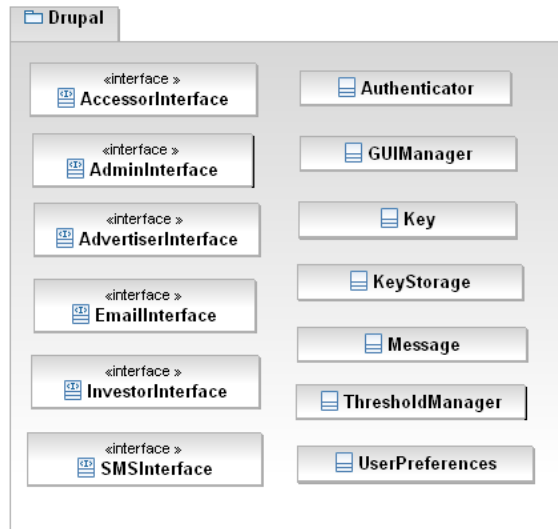 Drupal
«interface »
AccessorInterface
«interface »
AdminInterface
«interface »
AdvertiserInterface
«interface »
EmailInterface
«interface »
InvestorInterface
«interface »
SMSInterface
Authenticator
GUIManager
Key
KeyStorage
Message
ThresholdManager
UserPreferences